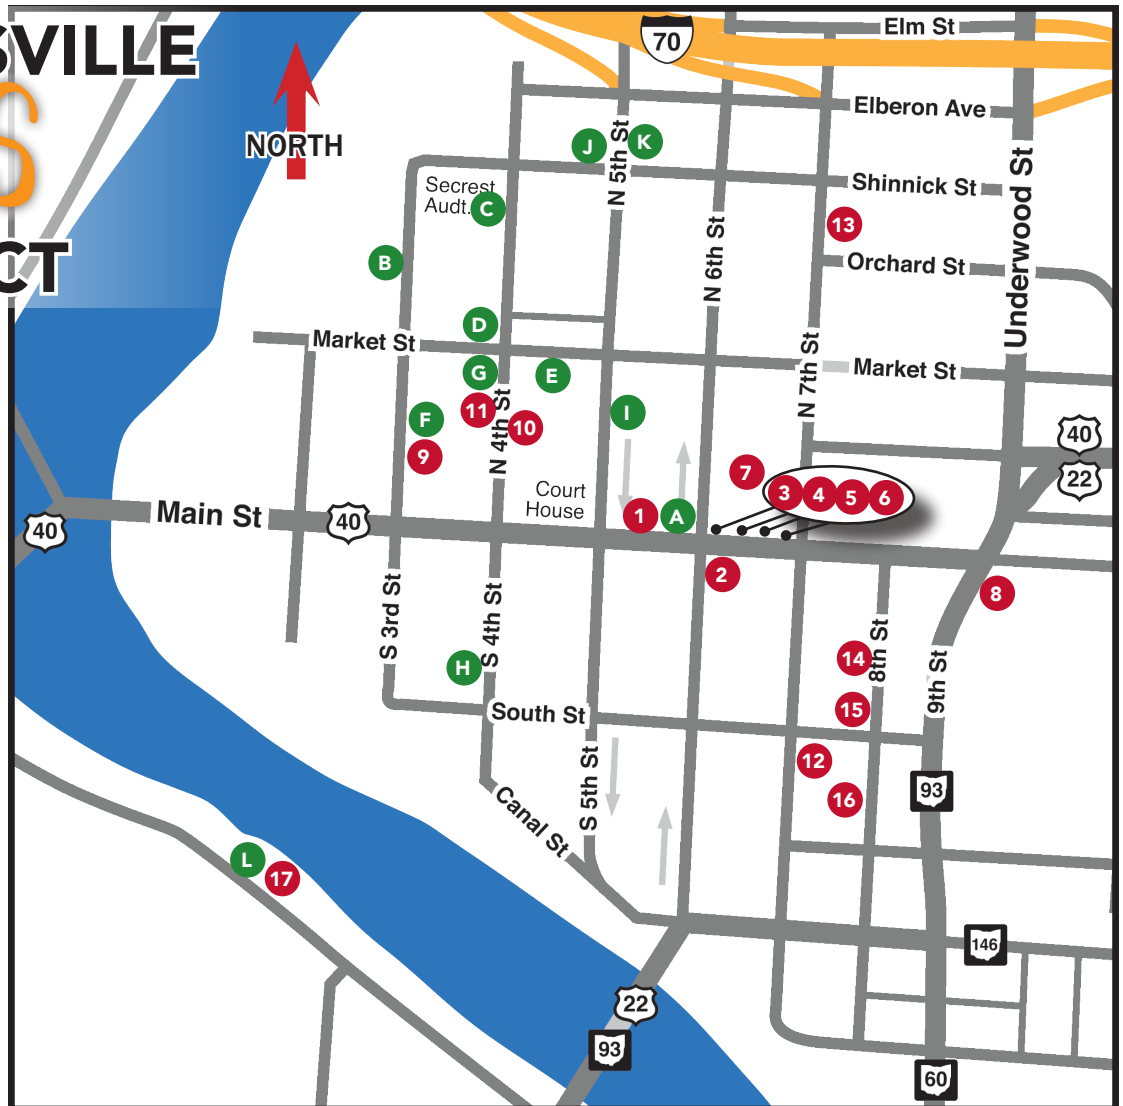 SVILLE
S
CT
NORTH
70
Elm St
Elberon Ave
N 5th St
J
K
Shinnick St
Secrest
Audt.
C
13
Underwood St
B
N 6th St
Orchard St
D
Market St
G
E
N 7th St
Market St
11
N 4th St
10
F
I
9
40
22
7
3
4
5
6
Court
House
Main St
40
40
1
A
2
8
S 3rd St
S 4th St
H
14
8th St
9th St
15
South St
12
16
93
S 5th St
Canal St
L
17
146
22
93
60